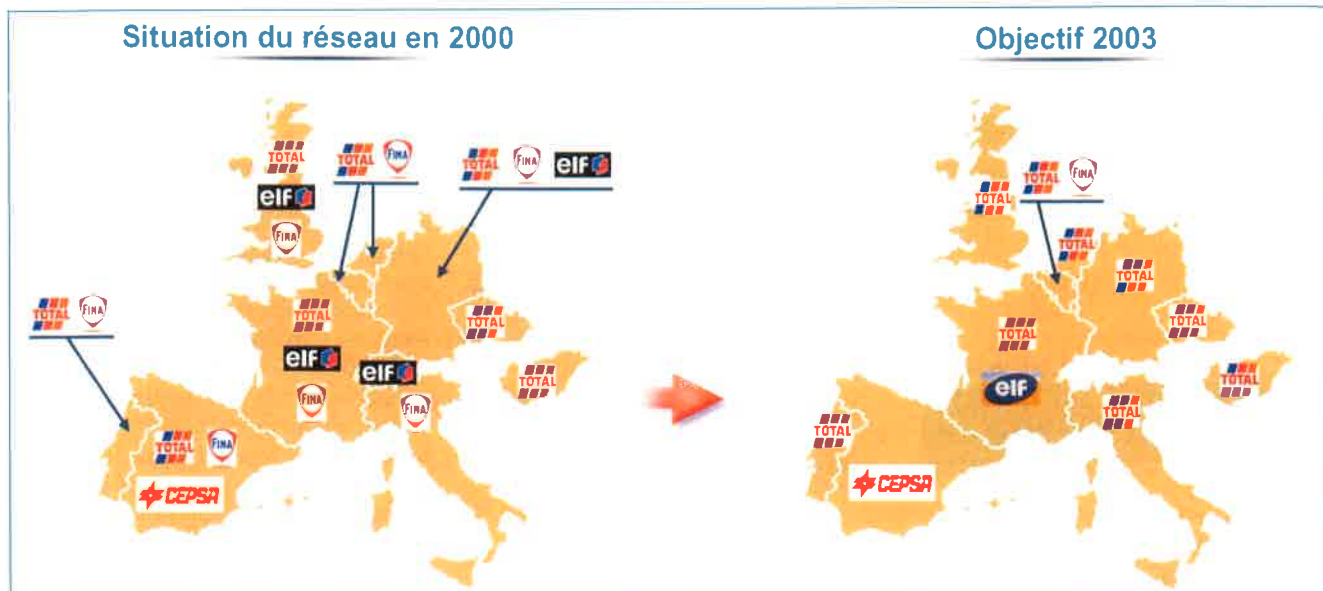 Situation du réseau en 2000
TOTAL
elf
FINA
TOTAL FINA
TOTAL FINA elf
TOTAL FINA
TOTAL
elf
FINA
elf
FINA
TOTAL
TOTAL
TOTAL FINA
CEPSA
Objectif 2003
TOTAL
TOTAL FINA
TOTAL
TOTAL
TOTAL
TOTAL
TOTAL
elf
TOTAL
TOTAL
CEPSA